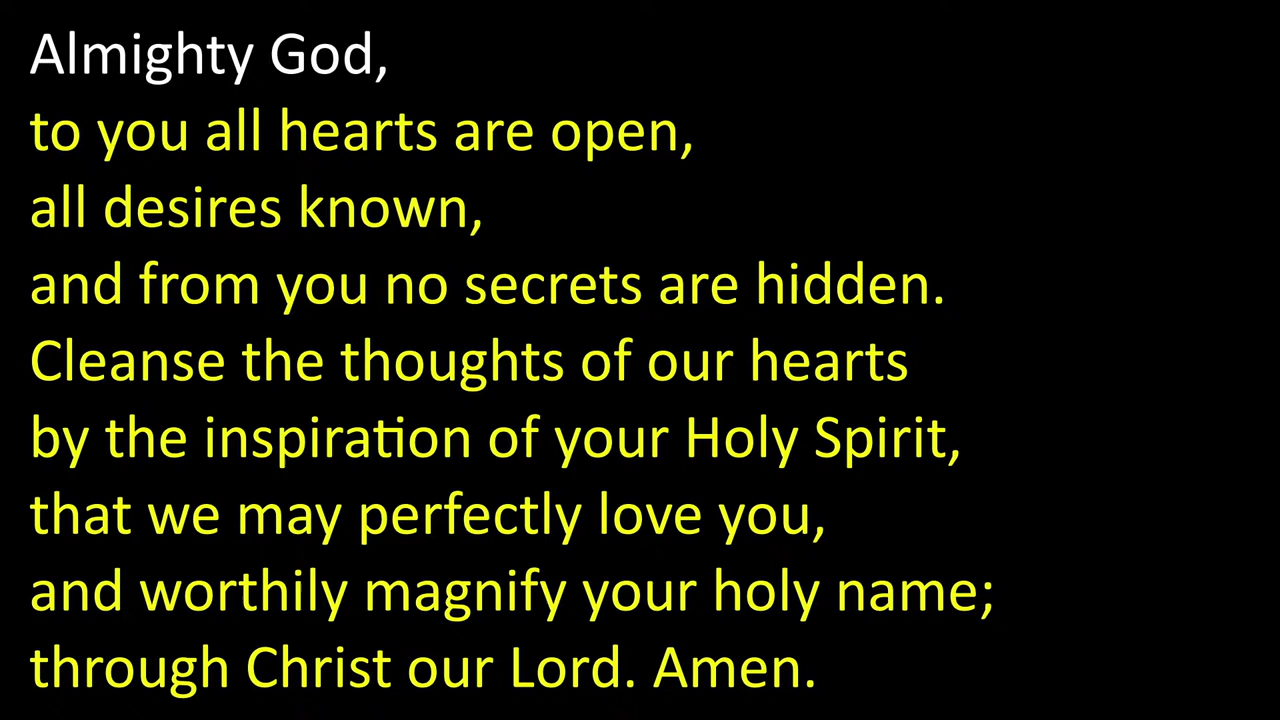 Almighty God,
to you all hearts are open,
all desires known,
and from you no secrets are hidden.
Cleanse the thoughts of our hearts
by the inspiration of your Holy Spirit,
that we may perfectly love you,
and worthily magnify your holy name;
through Christ our Lord. Amen.